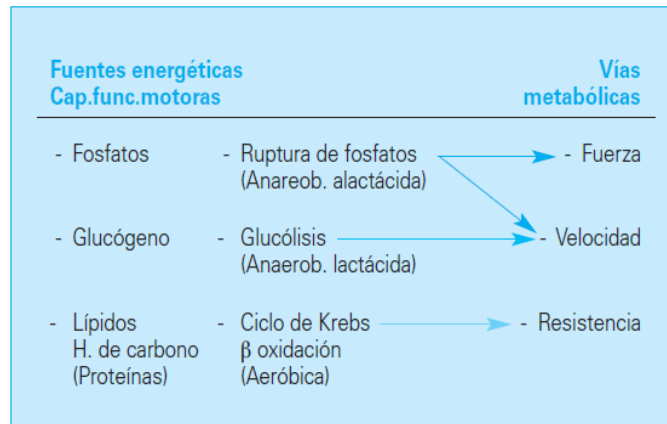 Fuentes energéticas
Cap.func.motoras
Vías
metabólicas
- Fosfatos - Ruptura de fosfatos - Fuerza
(Anareob. alactácida)
- Glucógeno - Glucólisis - Velocidad
(Anaerob. lactácida)
- Lípidos - Ciclo de Krebs - Resistencia
H. de carbono β oxidación
(Proteínas) (Aeróbica)